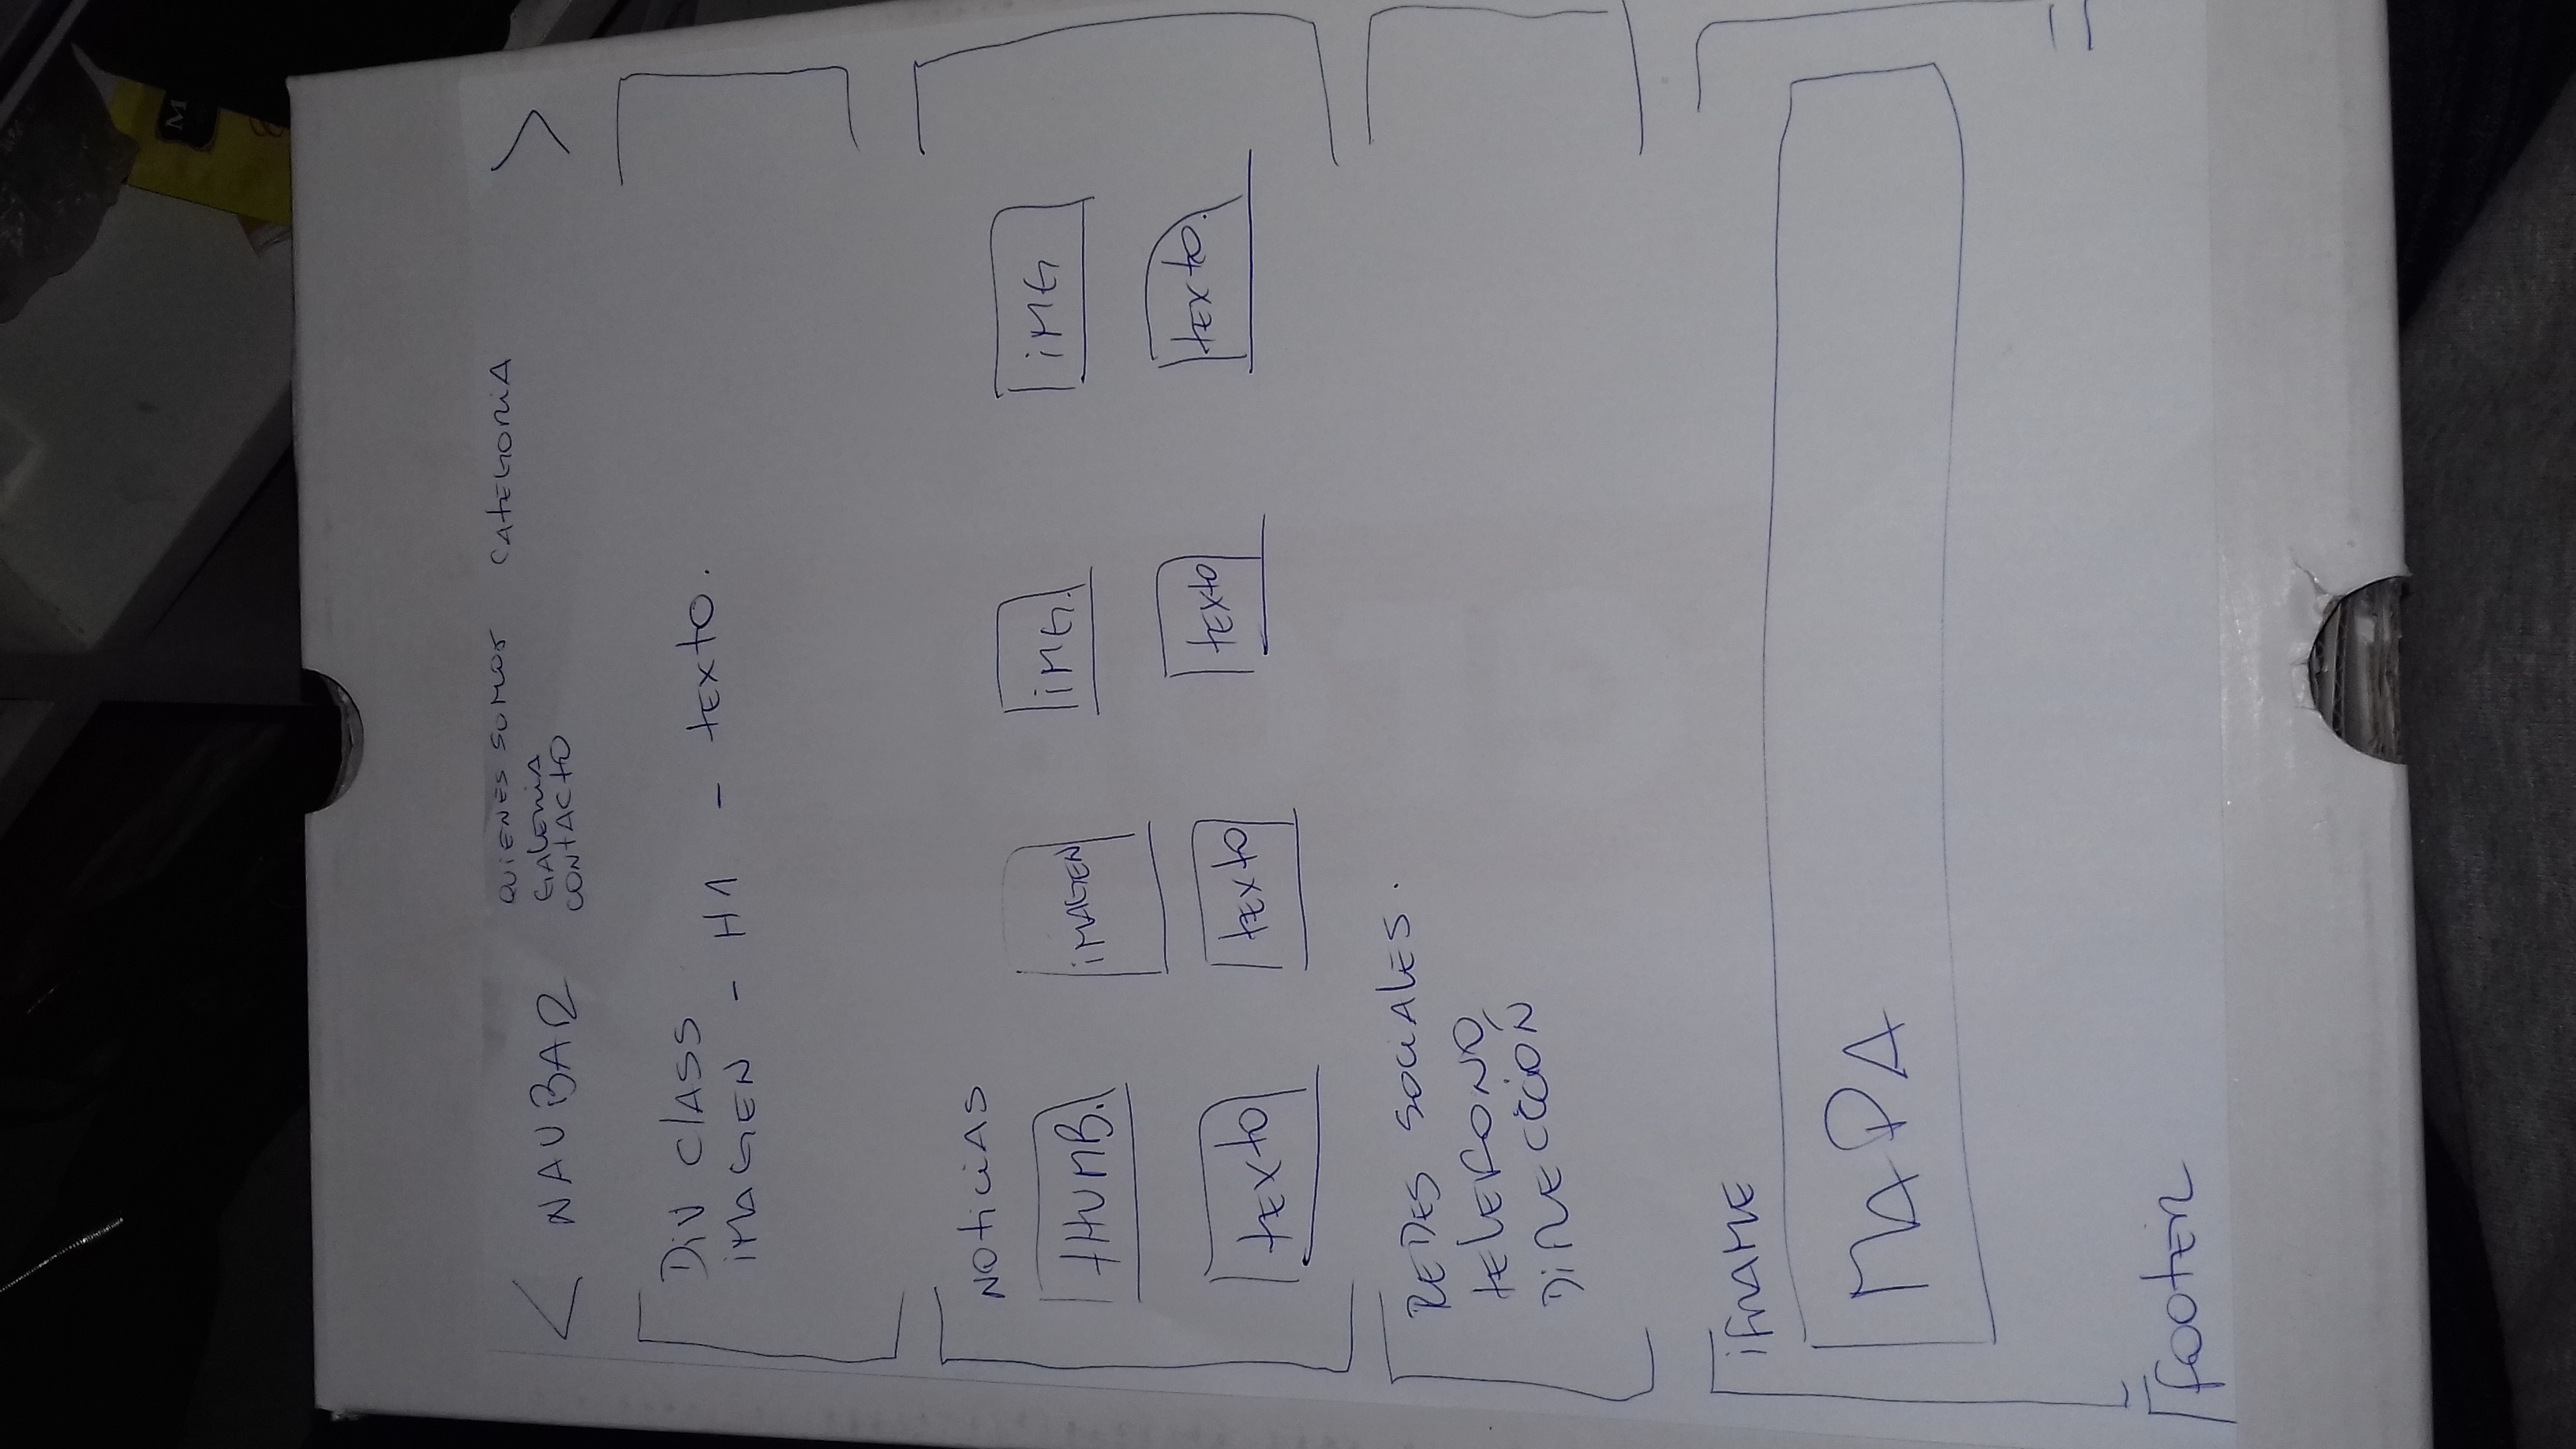 QUIENES SOMOS CATEGORIA
NAVBAR GALERIA
CONTACTO
DIV CLASS
IMAGEN - H1 - texto.
NOTICIAS
THUMB. IMAGEN IMG. IMG
texto texto texto texto.
REDES SOCIALES.
TELEFONO
DIRECCIÓN
IFRAME
MAPA
footer